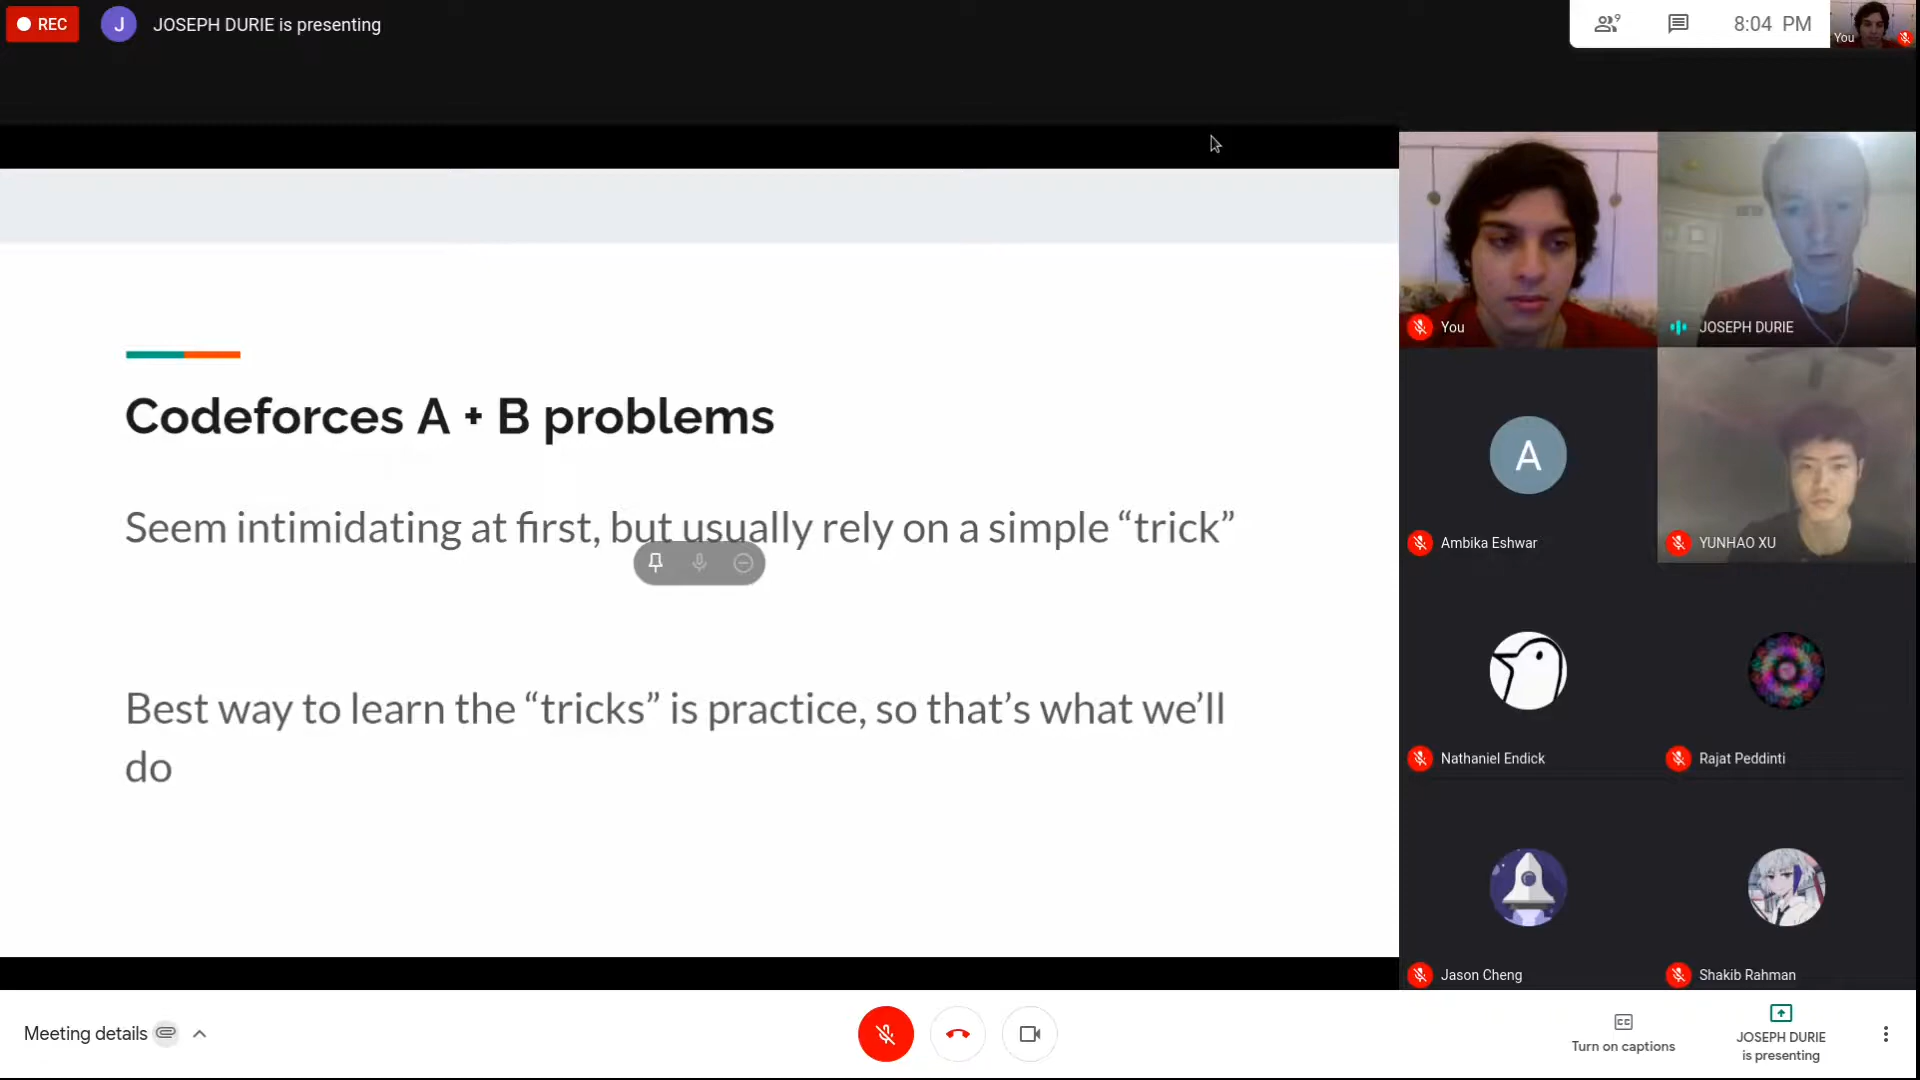 REC
J
JOSEPH DURIE is presenting
9
8:04 PM
You
Codeforces A + B problems
Seem intimidating at first, but usually rely on a simple “trick”
Best way to learn the “tricks” is practice, so that’s what we’ll
do
You
JOSEPH DURIE
A
Ambika Eshwar
YUNHAO XU
Nathaniel Endick
Rajat Peddinti
Jason Cheng
Shakib Rahman
Meeting details
CC
Turn on captions
JOSEPH DURIE
is presenting